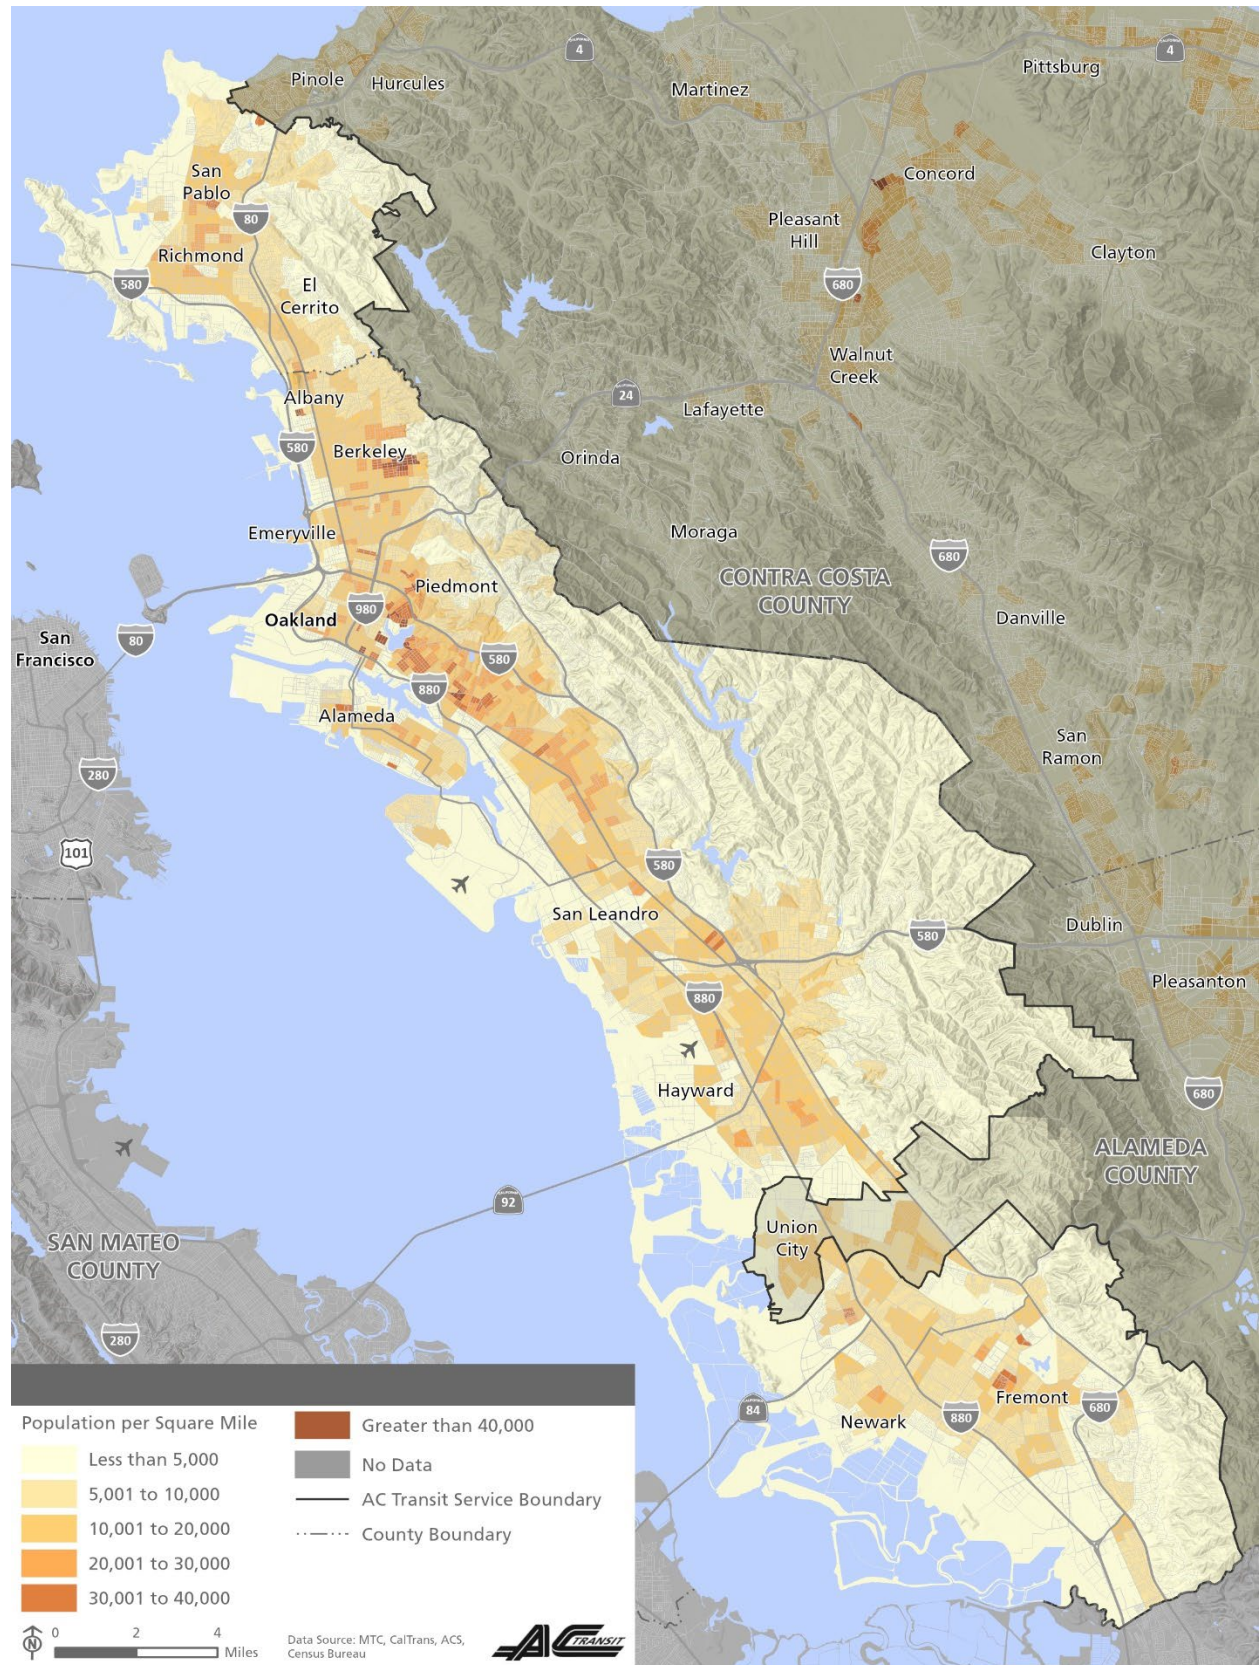 Pinole
Hurcules
4
Martinez
Pittsburg
4
San
Pablo
80
Concord
Richmond
Pleasant
Hill
Clayton
580
El
Cerrito
680
Walnut
Creek
Albany
24
Lafayette
580
Berkeley
Orinda
Emeryville
Moraga
680
CONTRA COSTA
COUNTY
Piedmont
980
Oakland
Danville
San
Francisco
80
580
880
Alameda
San
Ramon
280
101
580
San Leandro
580
Dublin
Pleasanton
880
Hayward
680
ALAMEDA
COUNTY
92
SAN MATEO
COUNTY
Union
City
280
Fremont
84
Newark
880
680
Population per Square Mile
Less than 5,000
5,001 to 10,000
10,001 to 20,000
20,001 to 30,000
30,001 to 40,000
Greater than 40,000
No Data
AC Transit Service Boundary
County Boundary
N
0 2 4
Miles
Data Source: MTC, CalTrans, ACS,
Census Bureau
AC TRANSIT